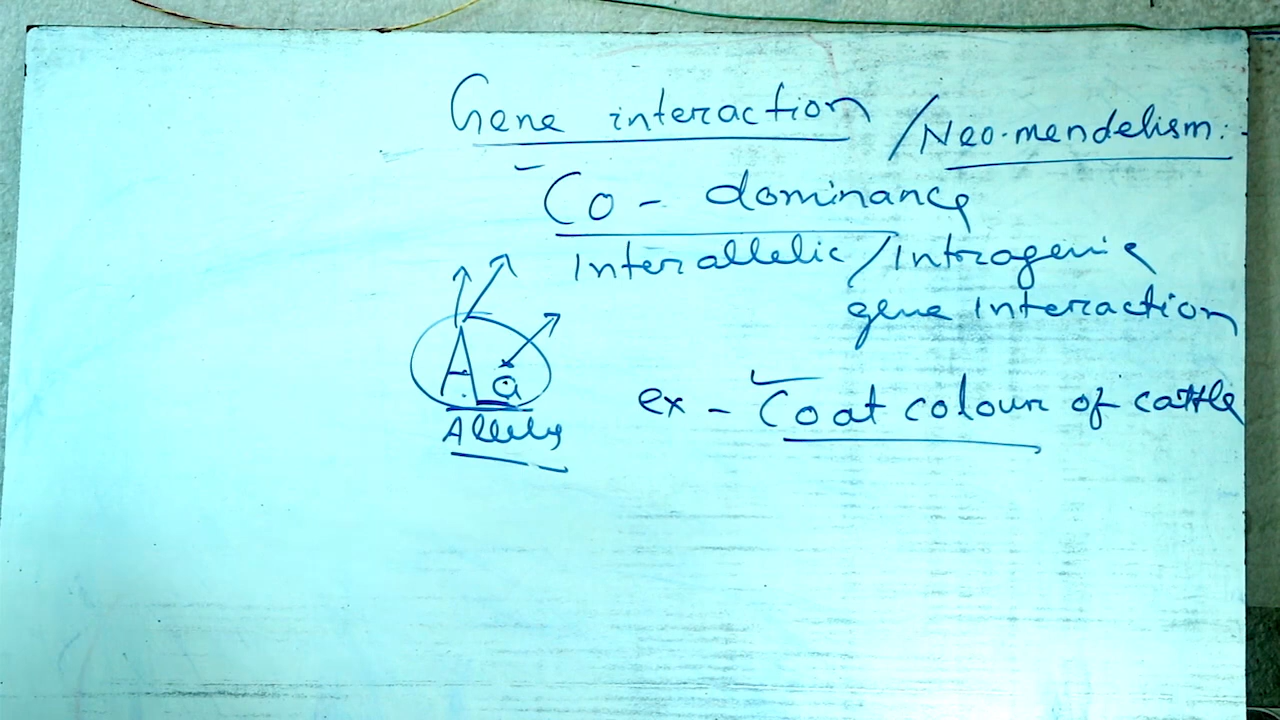 Gene interaction / Neo-mendelism.
Co - dominance
Interallelic / Intragenic
gene Interaction
A a
Alleles
ex - Coat colour of cattle